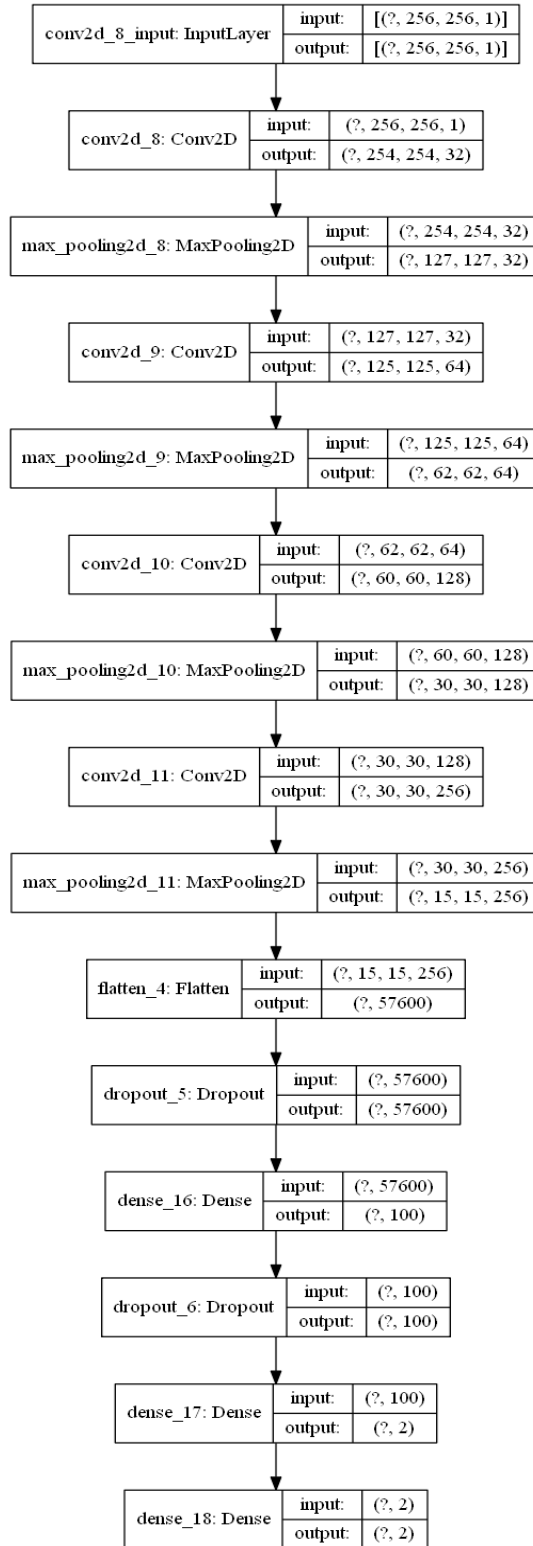 conv2d_8_input: InputLayer input: [(?, 256, 256, 1)]
output: [(?, 256, 256, 1)]
conv2d_8: Conv2D input: (?, 256, 256, 1)
output: (?, 254, 254, 32)
max_pooling2d_8: MaxPooling2D input: (?, 254, 254, 32)
output: (?, 127, 127, 32)
conv2d_9: Conv2D input: (?, 127, 127, 32)
output: (?, 125, 125, 64)
max_pooling2d_9: MaxPooling2D input: (?, 125, 125, 64)
output: (?, 62, 62, 64)
conv2d_10: Conv2D input: (?, 62, 62, 64)
output: (?, 60, 60, 128)
max_pooling2d_10: MaxPooling2D input: (?, 60, 60, 128)
output: (?, 30, 30, 128)
conv2d_11: Conv2D input: (?, 30, 30, 128)
output: (?, 30, 30, 256)
max_pooling2d_11: MaxPooling2D input: (?, 30, 30, 256)
output: (?, 15, 15, 256)
flatten_4: Flatten input: (?, 15, 15, 256)
output: (?, 57600)
dropout_5: Dropout input: (?, 57600)
output: (?, 57600)
dense_16: Dense input: (?, 57600)
output: (?, 100)
dropout_6: Dropout input: (?, 100)
output: (?, 100)
dense_17: Dense input: (?, 100)
output: (?, 2)
dense_18: Dense input: (?, 2)
output: (?, 2)